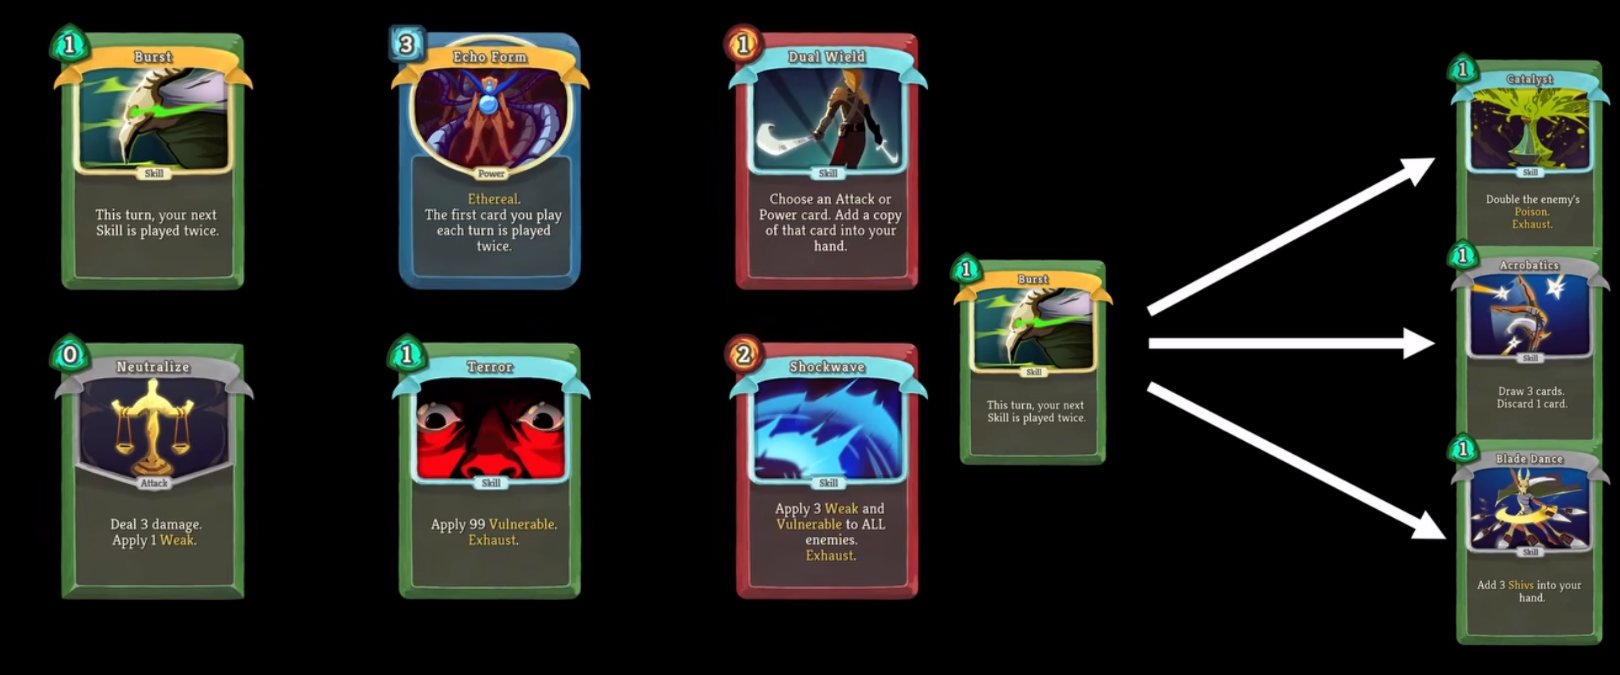 1
Burst
Skill
This turn, your next
Skill is played twice.
3
Echo Form
Power
Ethereal.
The first card you play
each turn is played
twice.
1
Dual Wield
Skill
Choose an Attack or
Power card. Add a copy
of that card into your
hand.
0
Neutralize
Attack
Deal 3 damage.
Apply 1 Weak.
1
Terror
Skill
Apply 99 Vulnerable.
Exhaust.
2
Shockwave
Skill
Apply 3 Weak and
Vulnerable to ALL
enemies.
Exhaust.
1
Burst
Skill
This turn, your next
Skill is played twice.
1
Catalyst
Skill
Double the enemy's
Poison.
Exhaust.
1
Acrobatics
Skill
Draw 3 cards.
Discard 1 card.
1
Blade Dance
Skill
Add 3 Shivs into your
hand.